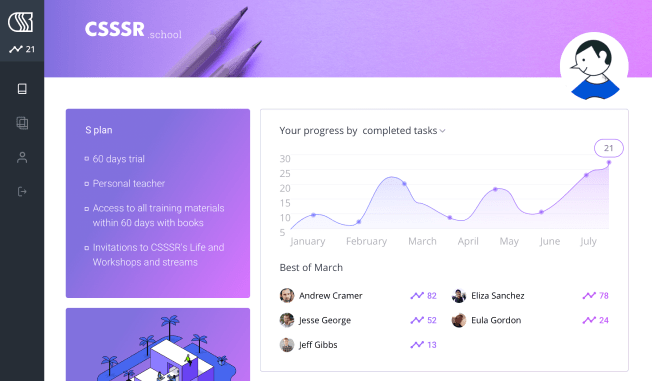 CSSSR .school
21
S plan
60 days trial
Personal teacher
Access to all training materials
within 60 days with books
Invitations to CSSSR's Life and
Workshops and streams
Your progress by completed tasks
21
30
25
20
15
10
5
January February March April May June July
Best of March
Andrew Cramer 82
Eliza Sanchez 78
Jesse George 52
Eula Gordon 24
Jeff Gibbs 13